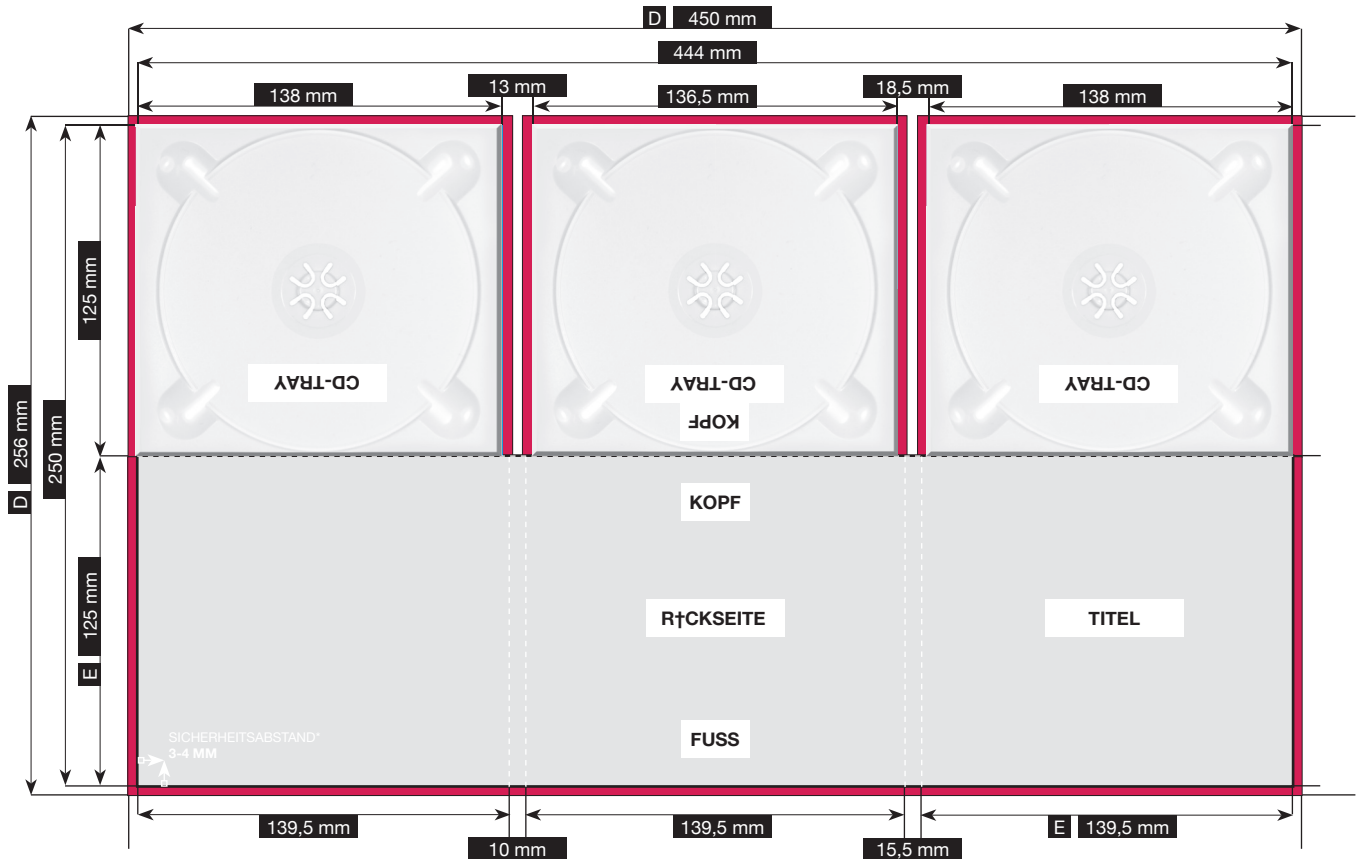 D 450 mm
444 mm
138 mm
13 mm
136,5 mm
18,5 mm
138 mm
125 mm
D 256 mm
250 mm
CD-TRAY
CD-TRAY
CD-TRAY
KOPF
KOPF
E 125 mm
R†CKSEITE
TITEL
SICHERHEITSABSTAND*
3-4 MM
FUSS
139,5 mm
10 mm
139,5 mm
15,5 mm
E 139,5 mm